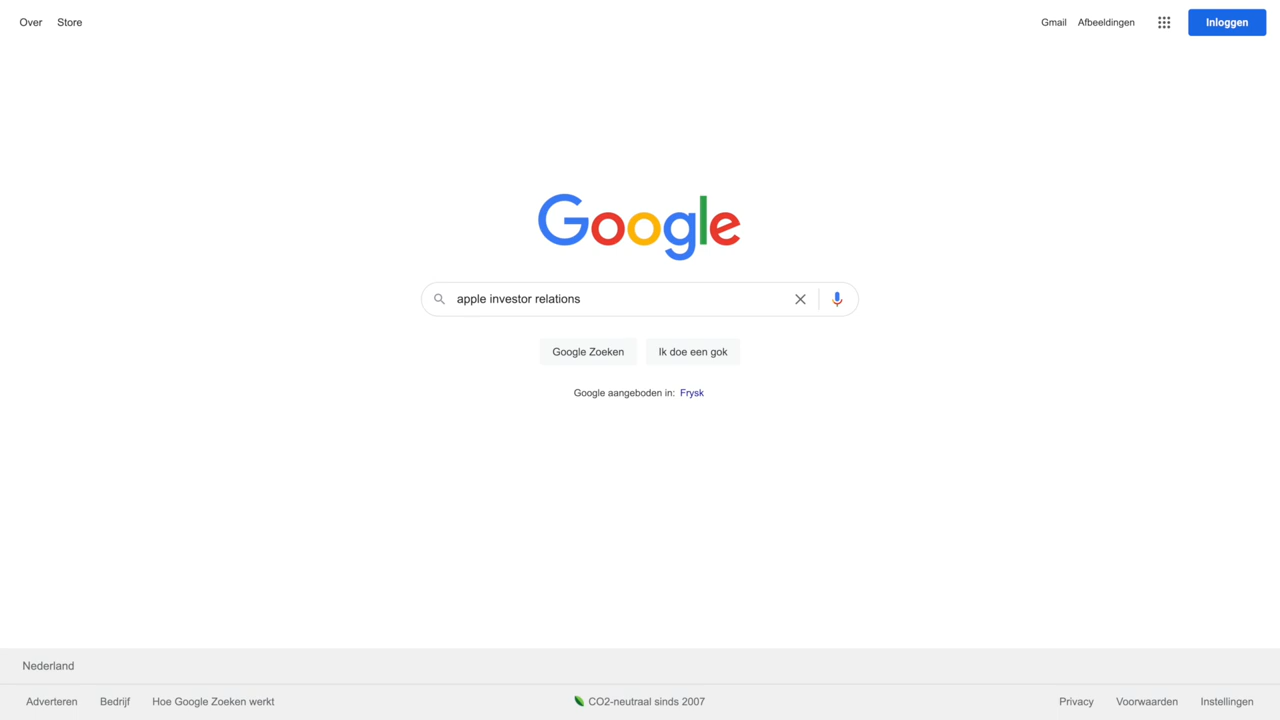 Over Store Gmail Afbeeldingen Inloggen
Google
apple investor relations
Google Zoeken Ik doe een gok
Google aangeboden in: Frysk
Nederland
Adverteren Bedrijf Hoe Google Zoeken werkt CO2-neutraal sinds 2007 Privacy Voorwaarden Instellingen